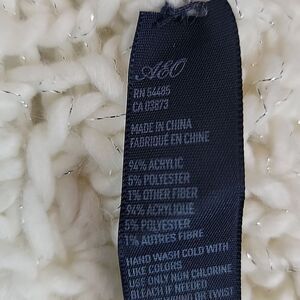 AEO
RN 54485
CA 03873
MADE IN CHINA
FABRIQUÉ EN CHINE
94% ACRYLIC
5% POLYESTER
1% OTHER FIBER
94% ACRYLIQUE
5% POLYESTER
1% AUTRES FIBRE
HAND WASH COLD WITH
LIKE COLORS
USE ONLY NON CHLORINE
BLEACH IF NEEDED